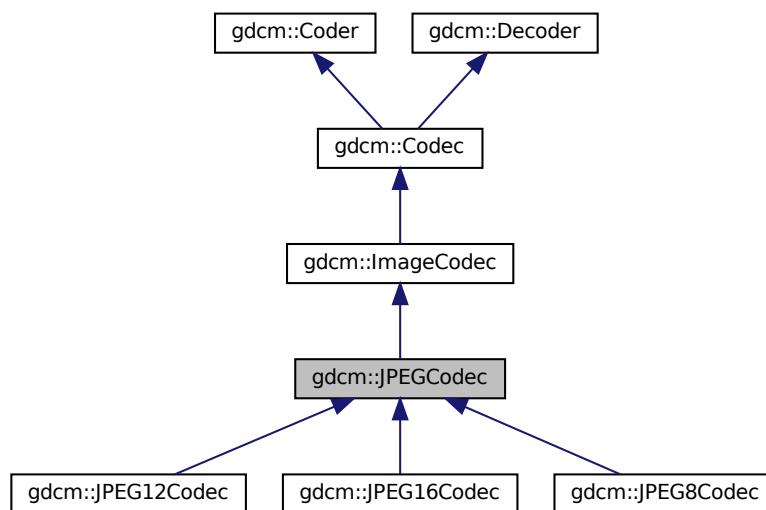 gdcm::Coder
gdcm::Decoder
gdcm::Codec
gdcm::ImageCodec
gdcm::JPEGCodec
gdcm::JPEG12Codec
gdcm::JPEG16Codec
gdcm::JPEG8Codec